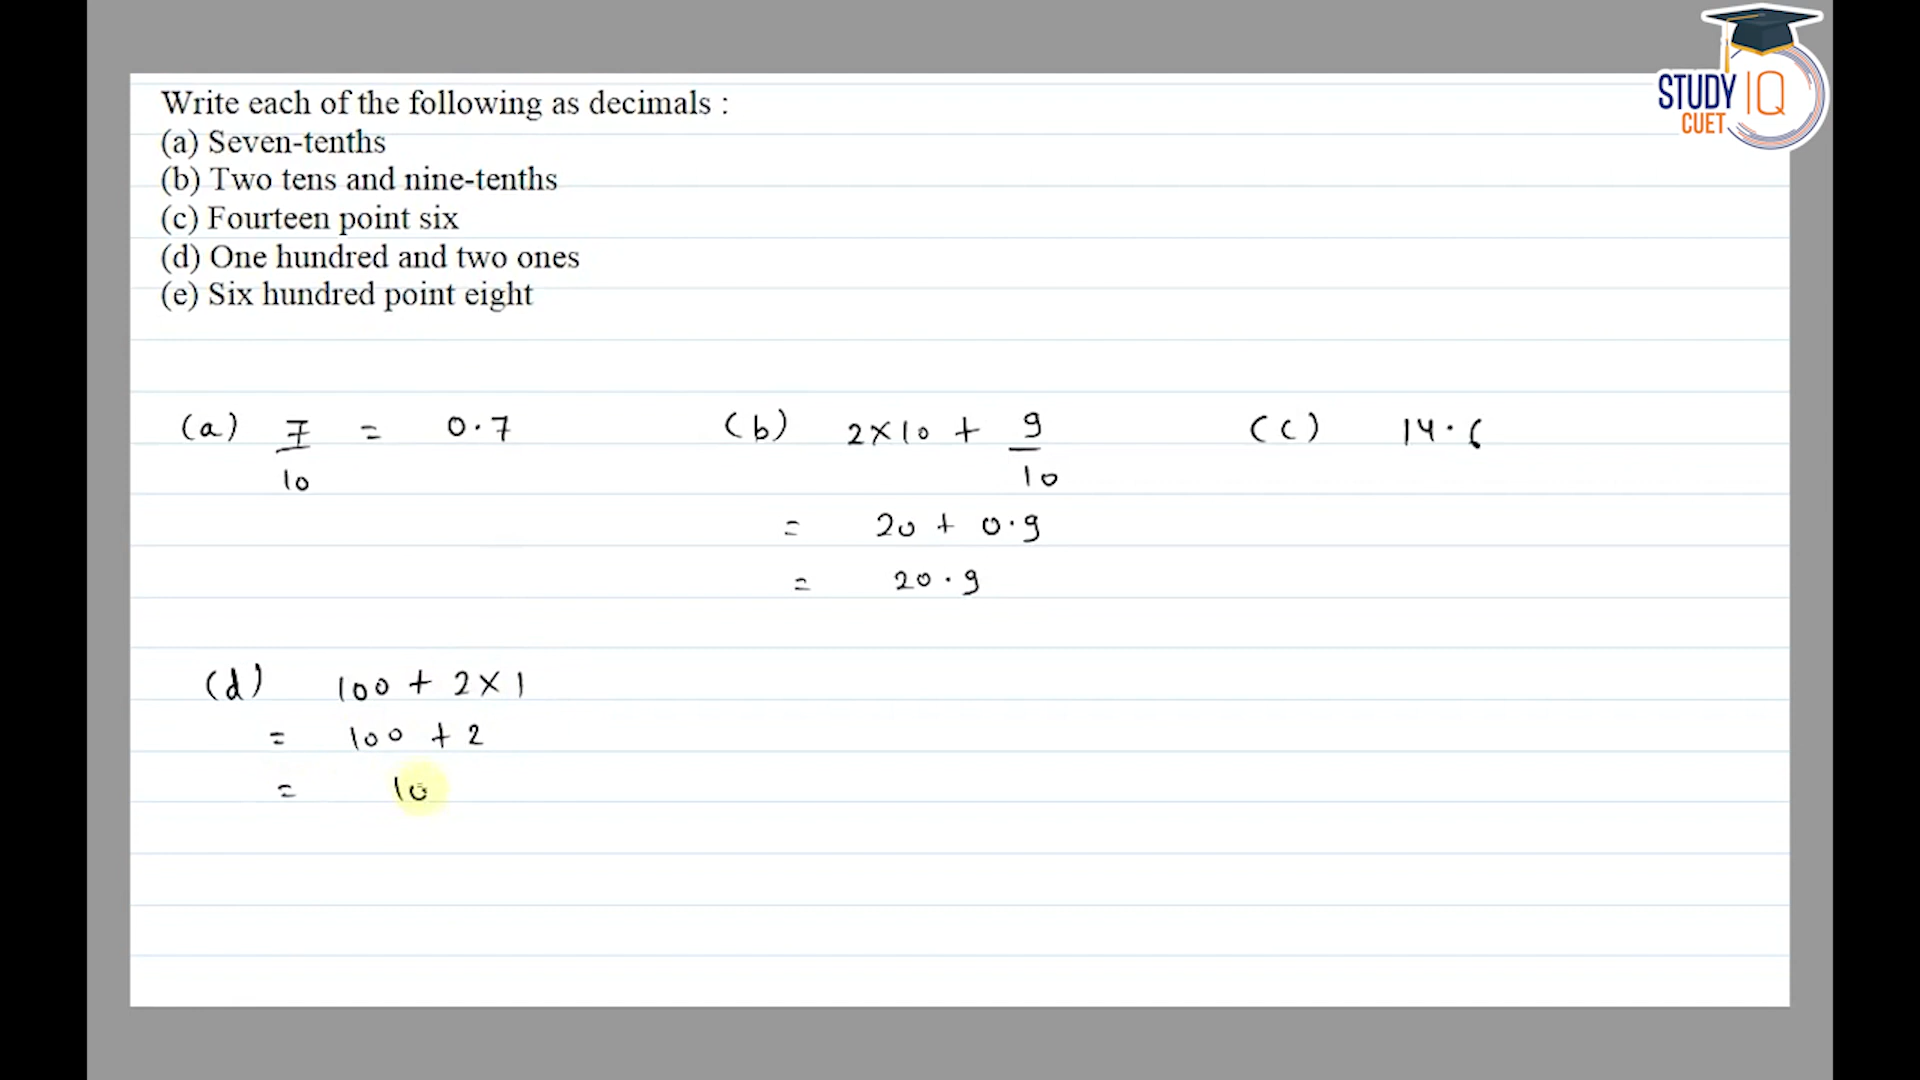 STUDY IQ
CUET
Write each of the following as decimals :
(a) Seven-tenths
(b) Two tens and nine-tenths
(c) Fourteen point six
(d) One hundred and two ones
(e) Six hundred point eight
(a) 7/10 = 0.7
(b) 2×10 + 9/10
= 20 + 0.9
= 20.9
(c) 14.6
(d) 100 + 2×1
= 100 + 2
= 10